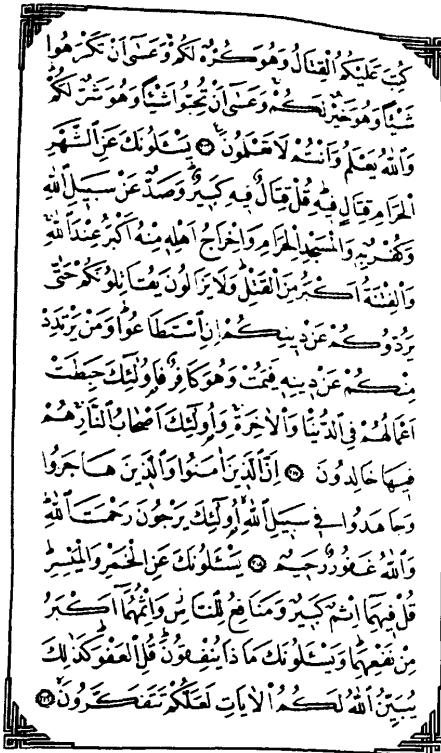 كُتِبَ عَلَيْكُمُ الْقِتَالُ وَهُوَ كُرْهٌ لَكُمْ وَعَسٰٓى اَنْ تَكْرَهُوا
شَيْـًٔا وَهُوَ خَيْرٌ لَكُمْ وَعَسٰٓى اَنْ تُحِبُّوا شَيْـًٔا وَهُوَ شَرٌّ لَكُمْ
وَاللّٰهُ يَعْلَمُ وَاَنْتُمْ لَا تَعْلَمُونَ ﴿٢١٦﴾ يَسْـَٔلُونَكَ عَنِ الشَّهْرِ
الْحَرَامِ قِتَالٍ فِيهِ قُلْ قِتَالٌ فِيهِ كَبِيرٌ وَصَدٌّ عَنْ سَبِيلِ اللّٰهِ
وَكُفْرٌ بِهِ وَالْمَسْجِدِ الْحَرَامِ وَاِخْرَاجُ اَهْلِهِ مِنْهُ اَكْبَرُ عِنْدَ اللّٰهِ
وَالْفِتْنَةُ اَكْبَرُ مِنَ الْقَتْلِ وَلَا يَزَالُونَ يُقَاتِلُونَكُمْ حَتّٰى
يَرُدُّوكُمْ عَنْ دِينِكُمْ اِنِ اسْتَطَاعُوا وَمَنْ يَرْتَدِدْ
مِنْكُمْ عَنْ دِينِهِ فَيَمُتْ وَهُوَ كَافِرٌ فَاُولٰٓئِكَ حَبِطَتْ
اَعْمَالُهُمْ فِي الدُّنْيَا وَالْاٰخِرَةِ وَاُولٰٓئِكَ اَصْحَابُ النَّارِ هُمْ
فِيهَا خَالِدُونَ ﴿٢١٧﴾ اِنَّ الَّذِينَ اٰمَنُوا وَالَّذِينَ هَاجَرُوا
وَجَاهَدُوا فِي سَبِيلِ اللّٰهِ اُولٰٓئِكَ يَرْجُونَ رَحْمَتَ اللّٰهِ
وَاللّٰهُ غَفُورٌ رَحِيمٌ ﴿٢١٨﴾ يَسْـَٔلُونَكَ عَنِ الْخَمْرِ وَالْمَيْسِرِ
قُلْ فِيهِمَا اِثْمٌ كَبِيرٌ وَمَنَافِعُ لِلنَّاسِ وَاِثْمُهُمَا اَكْبَرُ
مِنْ نَفْعِهِمَا وَيَسْـَٔلُونَكَ مَاذَا يُنْفِقُونَ قُلِ الْعَفْوَ كَذٰلِكَ
يُبَيِّنُ اللّٰهُ لَكُمُ الْاٰيَاتِ لَعَلَّكُمْ تَتَفَكَّرُونَ ﴿٢١٩﴾